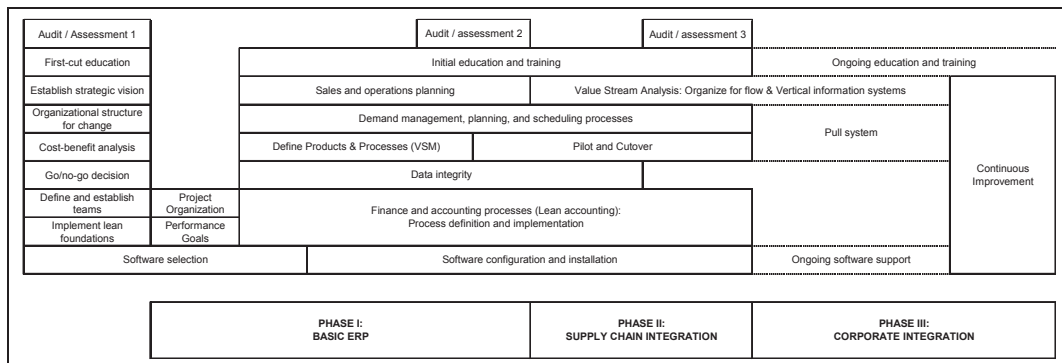 Audit / Assessment 1
Audit / assessment 2
Audit / assessment 3
First-cut education
Initial education and training
Ongoing education and training
Establish strategic vision
Sales and operations planning
Value Stream Analysis: Organize for flow & Vertical information systems
Organizational structure
for change
Demand management, planning, and scheduling processes
Pull system
Cost-benefit analysis
Define Products & Processes (VSM)
Pilot and Cutover
Continuous
Improvement
Go/no-go decision
Data integrity
Define and establish
teams
Project
Organization
Finance and accounting processes (Lean accounting):
Process definition and implementation
Implement lean
foundations
Performance
Goals
Software selection
Software configuration and installation
Ongoing software support
PHASE I:
BASIC ERP
PHASE II:
SUPPLY CHAIN INTEGRATION
PHASE III:
CORPORATE INTEGRATION